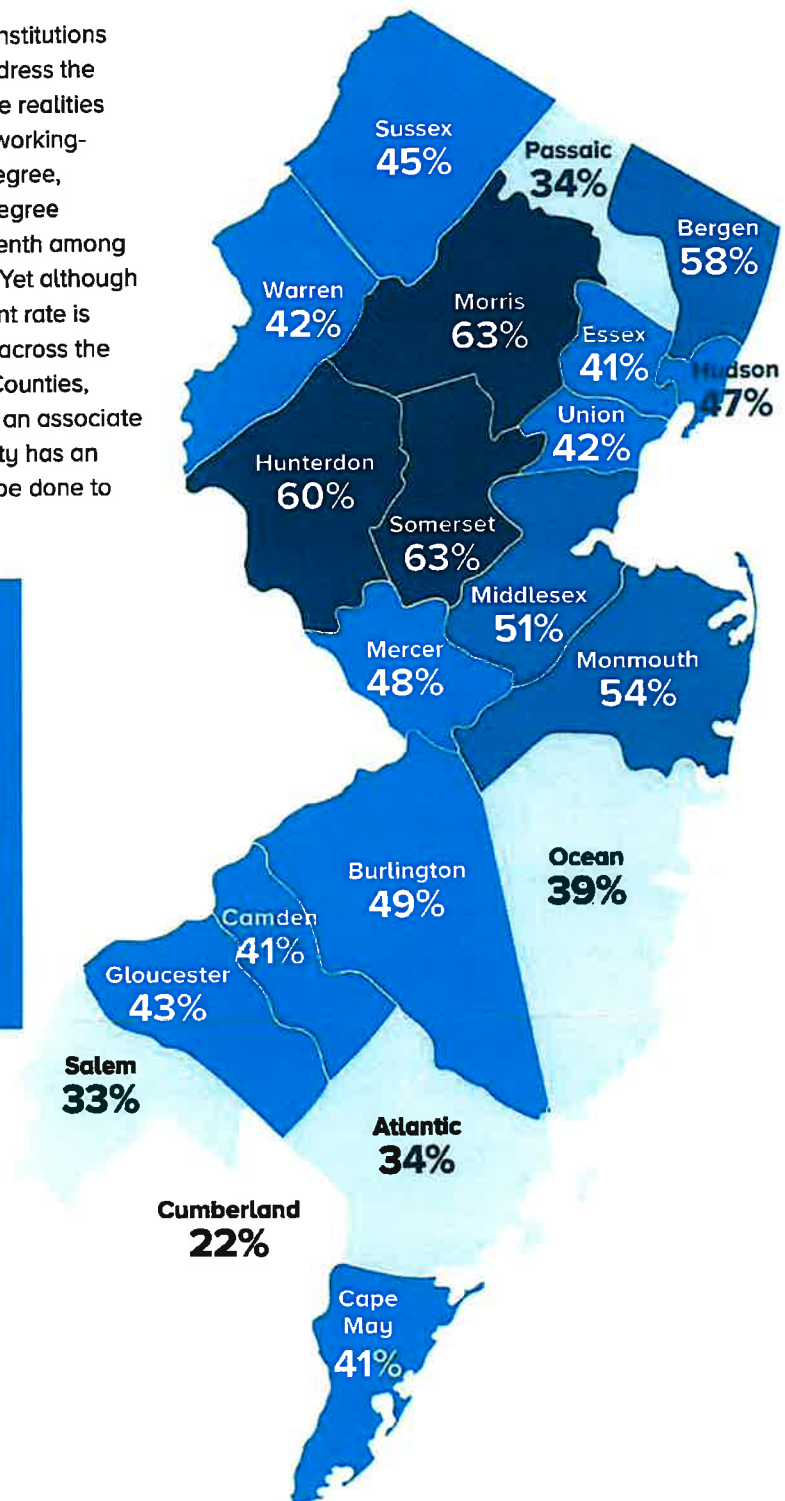 nstitutions
dress the
e realities
working-
egree,
egree
enth among
Yet although
nt rate is
across the
Counties,
an associate
ty has an
be done to
Sussex
45%
Passaic
34%
Bergen
58%
Warren
42%
Morris
63%
Essex
41%
Hudson
47%
Union
42%
Hunterdon
60%
Somerset
63%
Middlesex
51%
Mercer
48%
Monmouth
54%
Ocean
39%
Burlington
49%
Camden
41%
Gloucester
43%
Salem
33%
Atlantic
34%
Cumberland
22%
Cape
May
41%